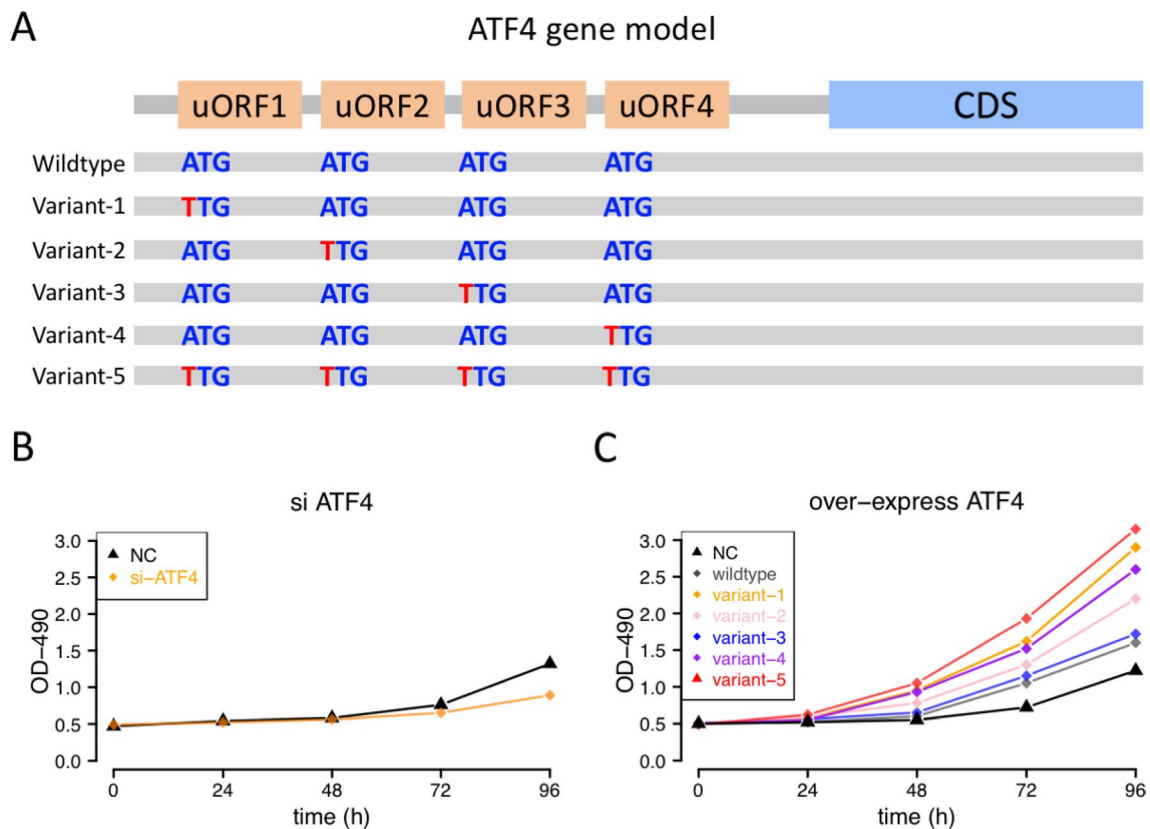 A
ATF4 gene model
uORF1 uORF2 uORF3 uORF4 CDS
Wildtype ATG ATG ATG ATG
Variant-1 TTG ATG ATG ATG
Variant-2 ATG TTG ATG ATG
Variant-3 ATG ATG TTG ATG
Variant-4 ATG ATG ATG TTG
Variant-5 TTG TTG TTG TTG
B
si ATF4
NC
si-ATF4
OD-490
3.0
2.5
2.0
1.5
1.0
0.5
0.0
0 24 48 72 96
time (h)
C
over-express ATF4
NC
wildtype
variant-1
variant-2
variant-3
variant-4
variant-5
OD-490
3.0
2.5
2.0
1.5
1.0
0.5
0.0
0 24 48 72 96
time (h)